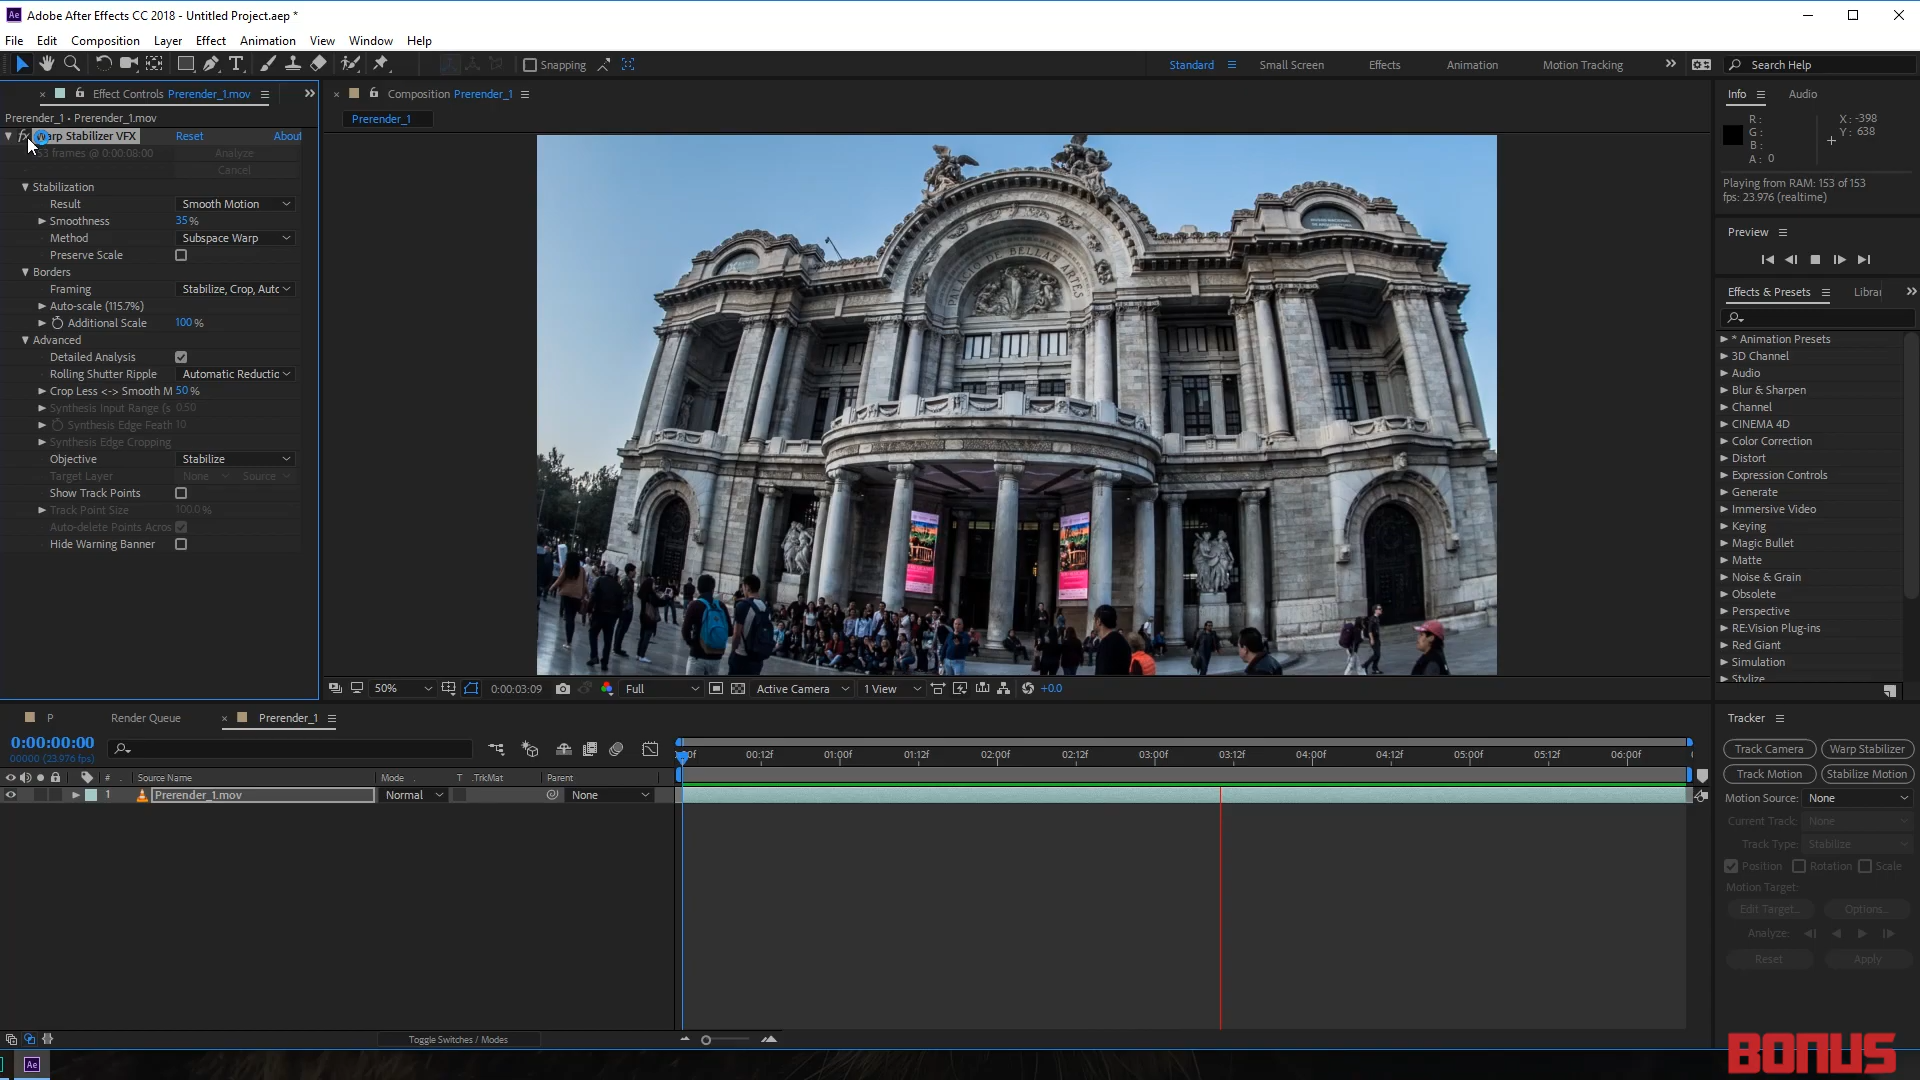 Adobe After Effects CC 2018 - Untitled Project.aep *
File Edit Composition Layer Effect Animation View Window Help
Snapping
Standard Small Screen Effects Animation Motion Tracking Search Help
Effect Controls Prerender_1.mov
Prerender_1 • Prerender_1.mov
fx Warp Stabilizer VFX Reset About
frames @ 0:00:08:00 Analyze
Cancel
Stabilization
Result Smooth Motion
Smoothness 35%
Method Subspace Warp
Preserve Scale
Borders
Framing Stabilize, Crop, Auto
Auto-scale (115.7%)
Additional Scale 100 %
Advanced
Detailed Analysis
Rolling Shutter Ripple Automatic Reductic
Crop Less <-> Smooth M 50 %
Synthesis Input Range (s 0.50
Synthesis Edge Feath 10
Synthesis Edge Cropping
Objective Stabilize
Target Layer None Source
Show Track Points
Track Point Size 100.0 %
Auto-delete Points Acros
Hide Warning Banner
Composition Prerender_1
Prerender_1
PALACIO DE BELLAS ARTES
50% 0:00:03:09 Full Active Camera 1 View +0.0
Info Audio
R: X: -398
G: Y: 638
B:
A: 0
Playing from RAM: 153 of 153
fps: 23.976 (realtime)
Preview
Effects & Presets Librar
* Animation Presets
3D Channel
Audio
Blur & Sharpen
Channel
CINEMA 4D
Color Correction
Distort
Expression Controls
Generate
Immersive Video
Keying
Magic Bullet
Matte
Noise & Grain
Obsolete
Perspective
RE:Vision Plug-ins
Red Giant
Simulation
Stylize
P Render Queue Prerender_1
0:00:00:00
00000 (23.976 fps)
00f 00:12f 01:00f 01:12f 02:00f 02:12f 03:00f 03:12f 04:00f 04:12f 05:00f 05:12f 06:00f
# Source Name Mode T .TrkMat Parent
1 Prerender_1.mov Normal None
Toggle Switches / Modes
Tracker
Track Camera Warp Stabilizer
Track Motion Stabilize Motion
Motion Source: None
Current Track: None
Track Type: Stabilize
Position Rotation Scale
Motion Target:
Edit Target... Options...
Analyze:
Reset Apply
Ae
BONUS